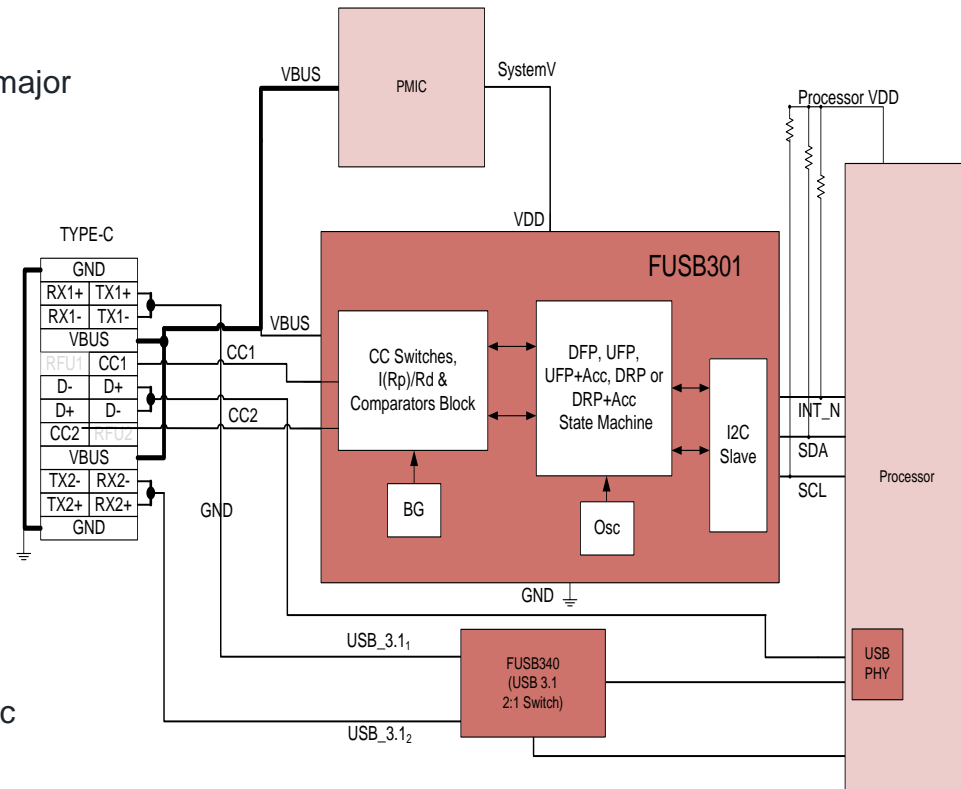 major
VBUS
PMIC
SystemV
Processor VDD
VDD
TYPE-C
GND
RX1+ TX1+
RX1- TX1-
VBUS
RFU1 CC1
D- D+
D+ D-
CC2 RFU2
VBUS
TX2- RX2-
TX2+ RX2+
GND
VBUS
CC1
CC2
GND
FUSB301
CC Switches,
I(Rp)/Rd &
Comparators Block
DFP, UFP,
UFP+Acc, DRP or
DRP+Acc
State Machine
I2C
Slave
BG
Osc
INT_N
SDA
SCL
Processor
GND
USB_3.1₁
USB_3.1₂
FUSB340
(USB 3.1
2:1 Switch)
USB
PHY
c